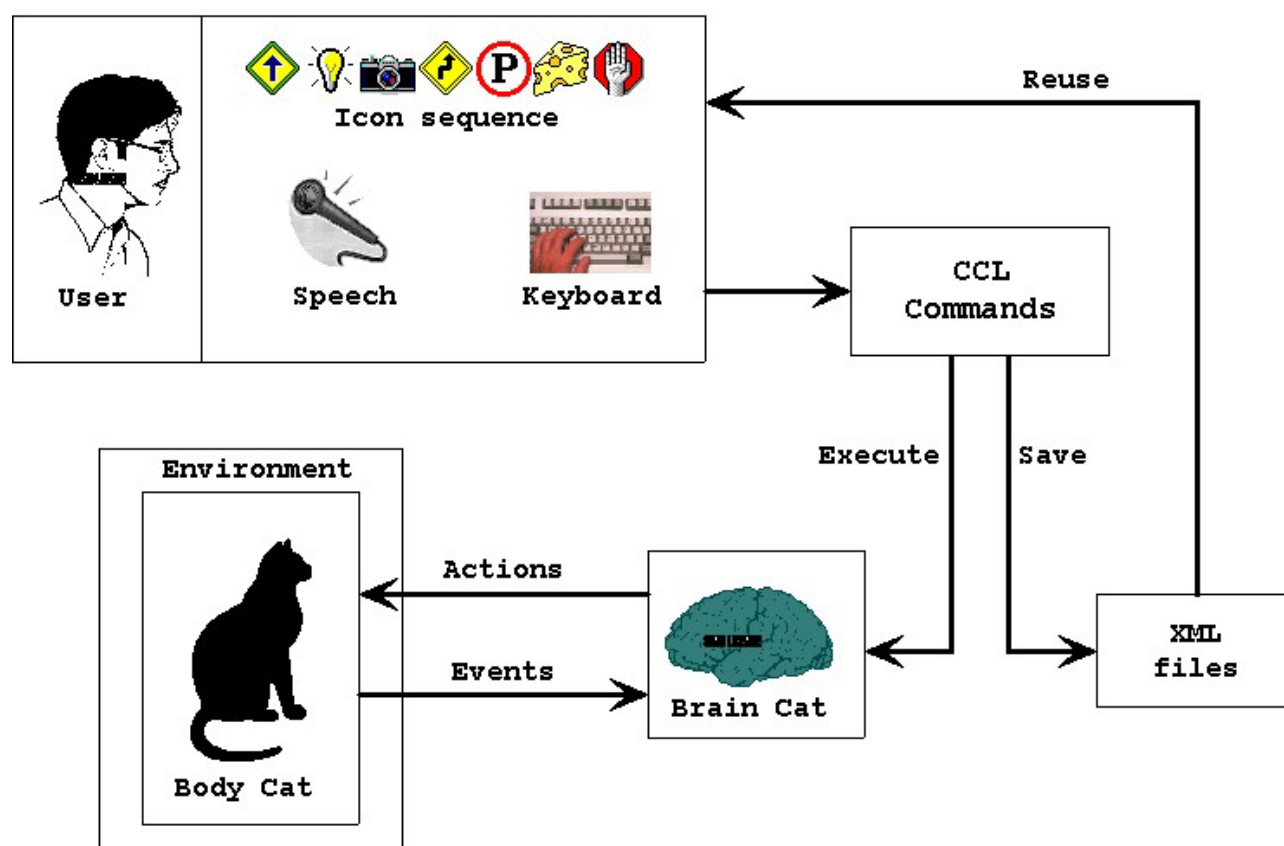 P
Icon sequence
Reuse
User
Speech
Keyboard
CCL
Commands
Execute
Save
Environment
Actions
Events
Body Cat
Brain Cat
XML
files